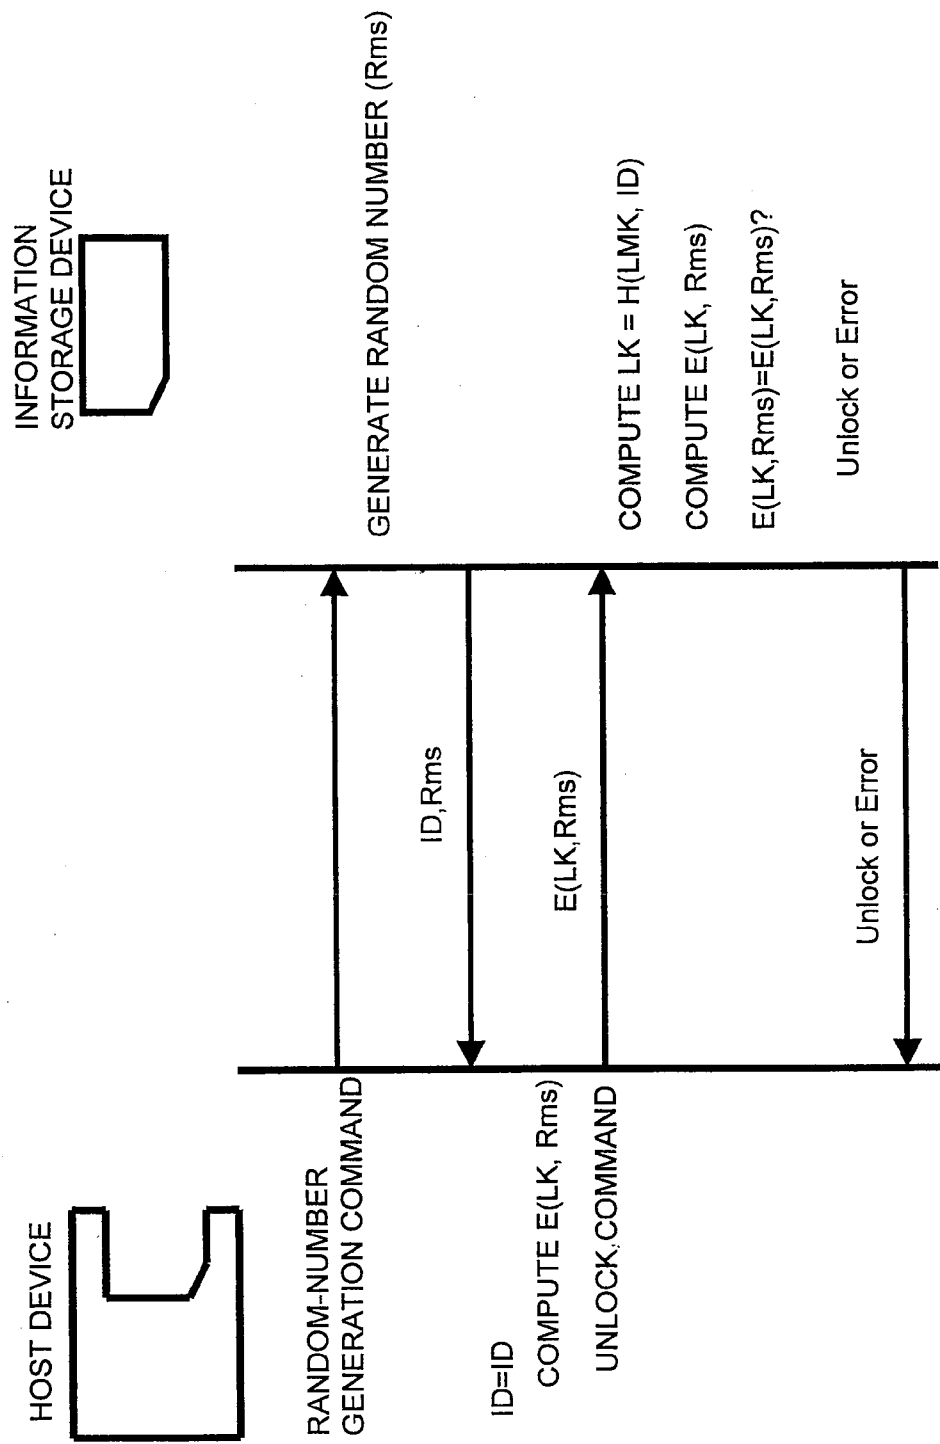 HOST DEVICE
INFORMATION
STORAGE DEVICE
RANDOM-NUMBER
GENERATION COMMAND
GENERATE RANDOM NUMBER (Rms)
ID,Rms
ID=ID
COMPUTE E(LK, Rms)
E(LK,Rms)
UNLOCK,COMMAND
COMPUTE LK = H(LMK, ID)
COMPUTE E(LK, Rms)
E(LK,Rms)=E(LK,Rms)?
Unlock or Error
Unlock or Error